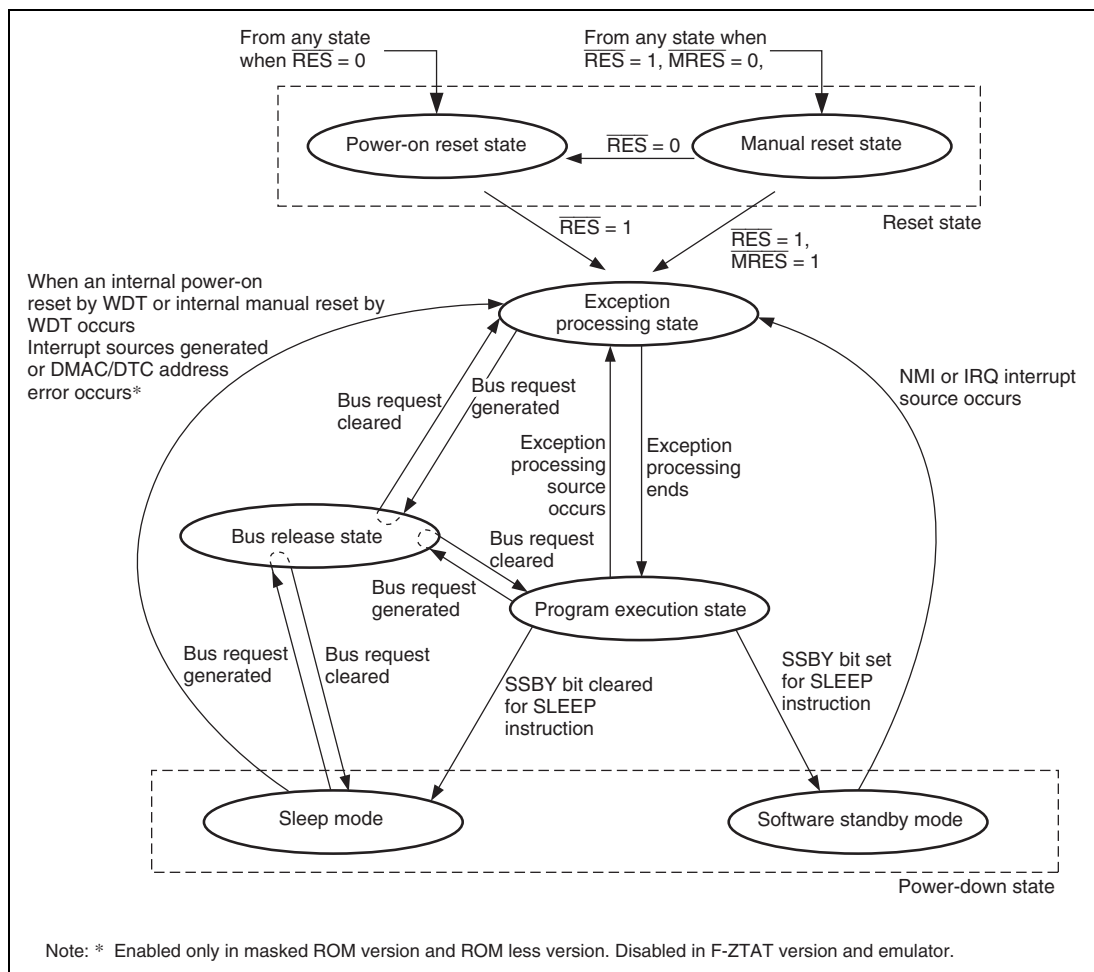 From any state
when RES = 0
From any state when
RES = 1, MRES = 0,
Power-on reset state
RES = 0
Manual reset state
Reset state
RES = 1
RES = 1,
MRES = 1
When an internal power-on
reset by WDT or internal manual reset by
WDT occurs
Interrupt sources generated
or DMAC/DTC address
error occurs*
Exception
processing state
NMI or IRQ interrupt
source occurs
Bus request
cleared
Bus request
generated
Exception
processing
source
occurs
Exception
processing
ends
Bus release state
Bus request
cleared
Bus request
generated
Program execution state
Bus request
generated
Bus request
cleared
SSBY bit cleared
for SLEEP
instruction
SSBY bit set
for SLEEP
instruction
Sleep mode
Software standby mode
Power-down state
Note: * Enabled only in masked ROM version and ROM less version. Disabled in F-ZTAT version and emulator.